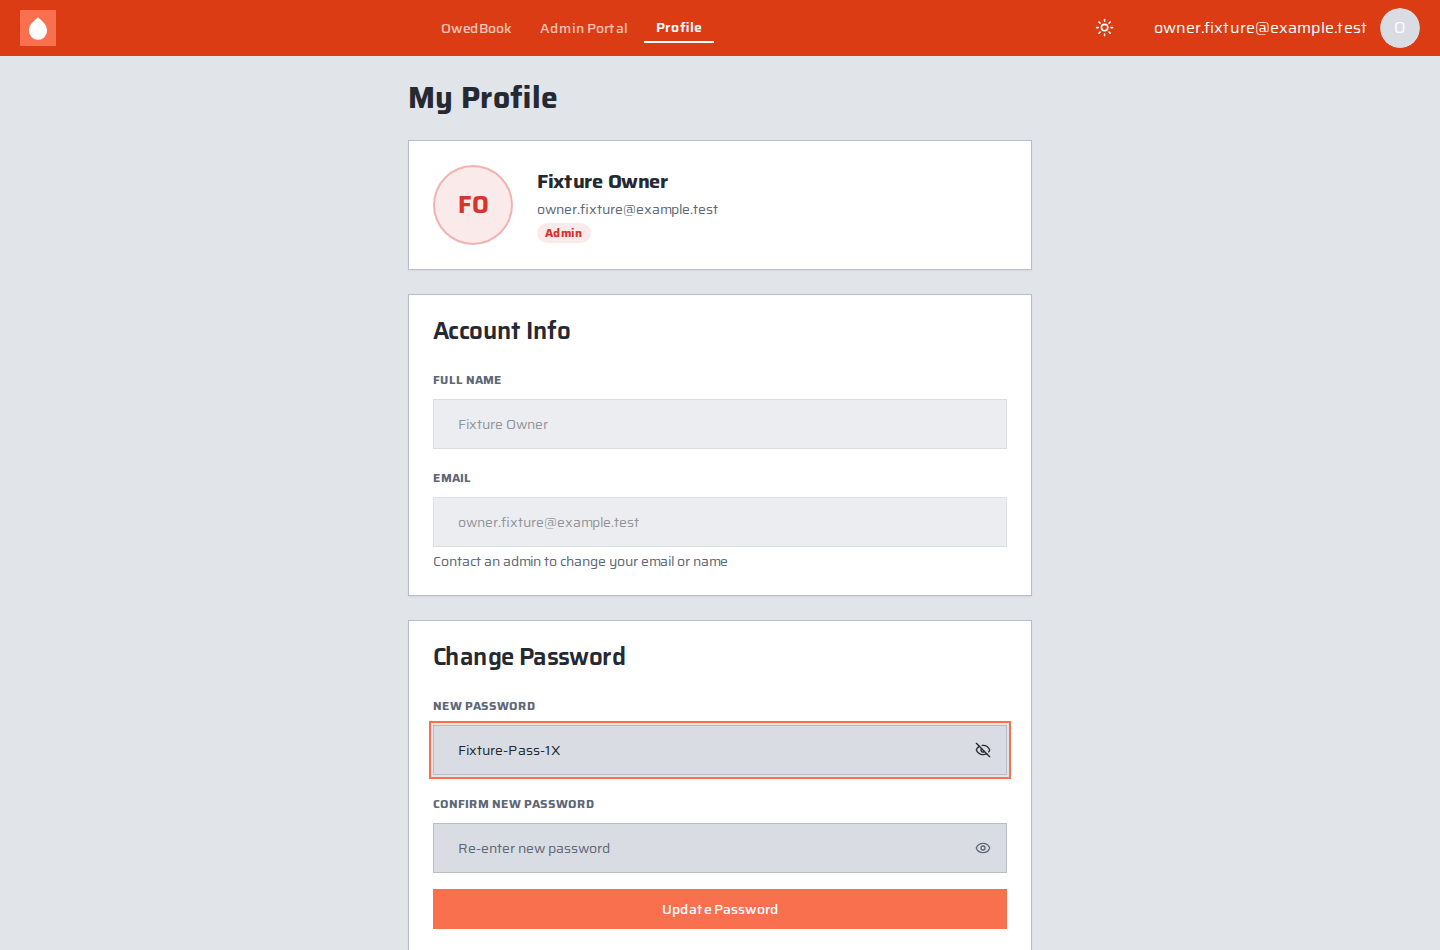 OwedBook
Admin Portal
Profile
owner.fixture@example.test
O
My Profile
FO
Fixture Owner
owner.fixture@example.test
Admin
Account Info
FULL NAME
Fixture Owner
EMAIL
owner.fixture@example.test
Contact an admin to change your email or name
Change Password
NEW PASSWORD
Fixture-Pass-1X
CONFIRM NEW PASSWORD
Re-enter new password
Update Password